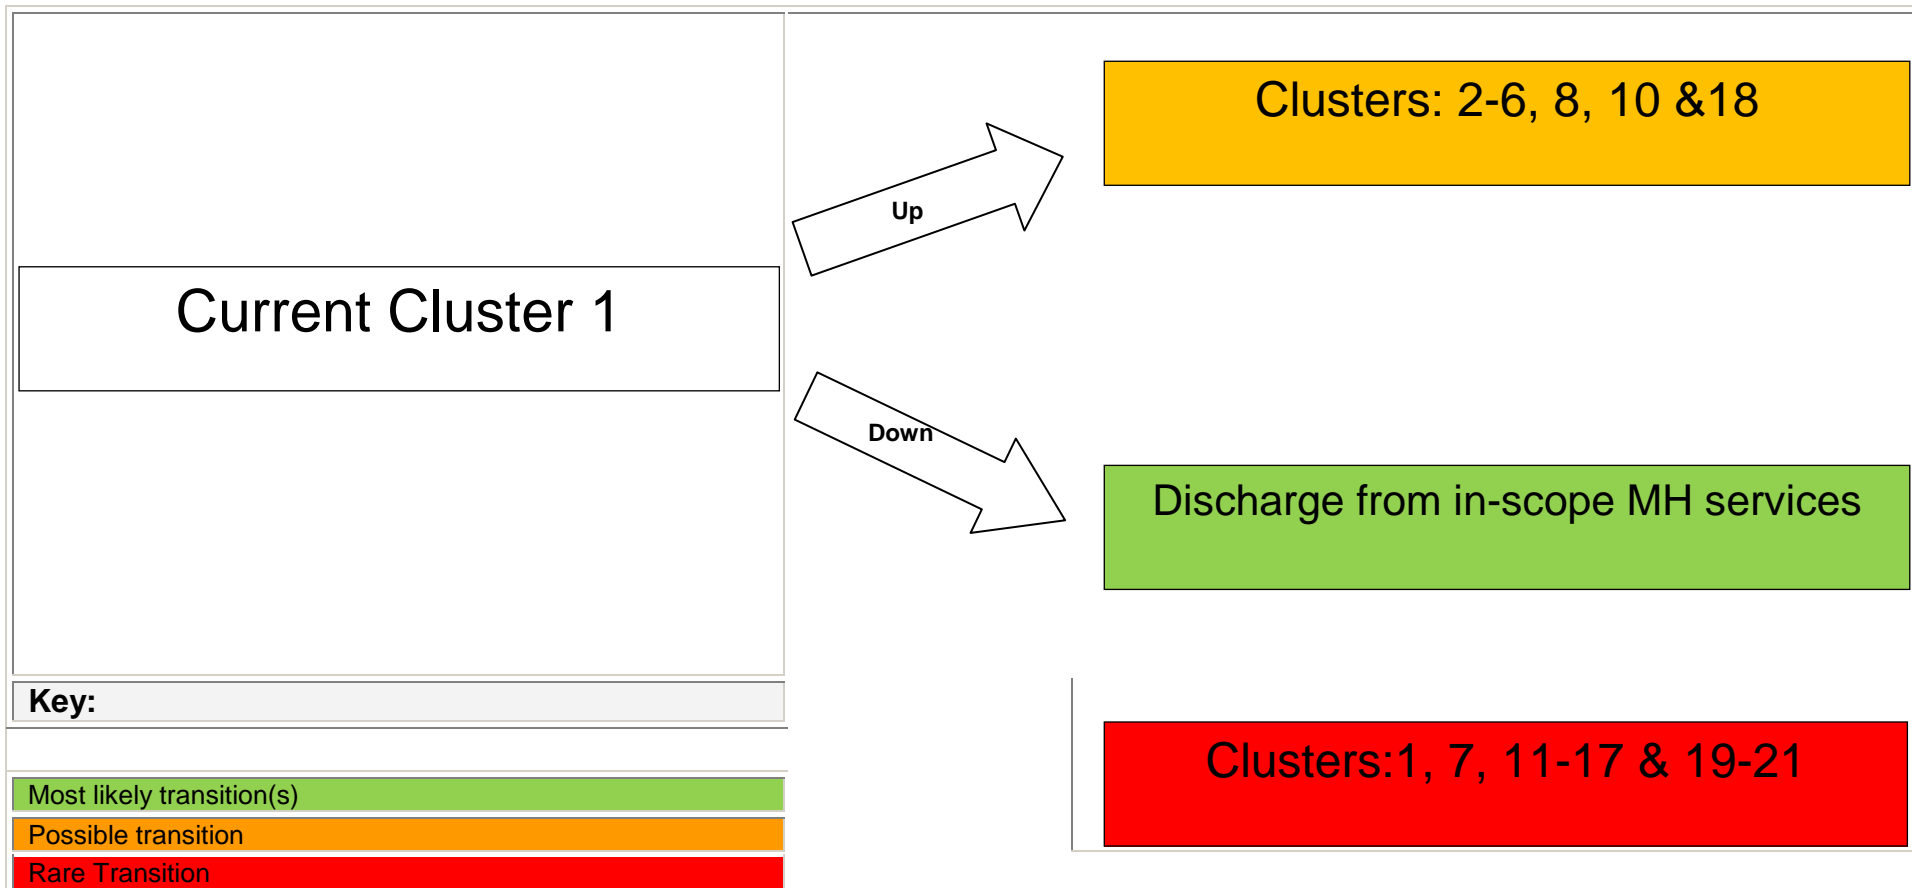 Clusters: 2-6, 8, 10 &18
Up
Current Cluster 1
Down
Discharge from in-scope MH services
Key:
Clusters:1, 7, 11-17 & 19-21
Most likely transition(s)
Possible transition
Rare Transition